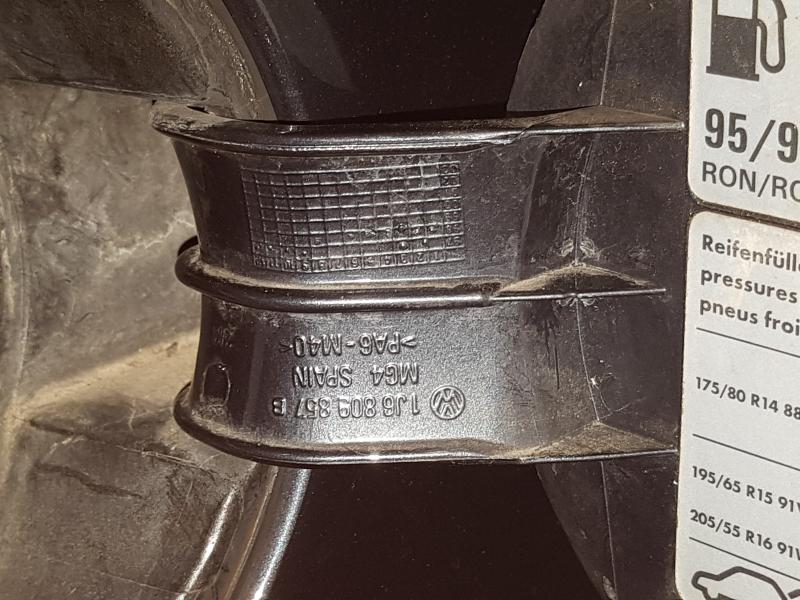 1J6 809 857 B
MG4 SPAIN
>PA6-M40<
95/9
RON/RO
Reifenfülle
pressures
pneus froi
175/80 R14 88
195/65 R15 91V
205/55 R16 91W